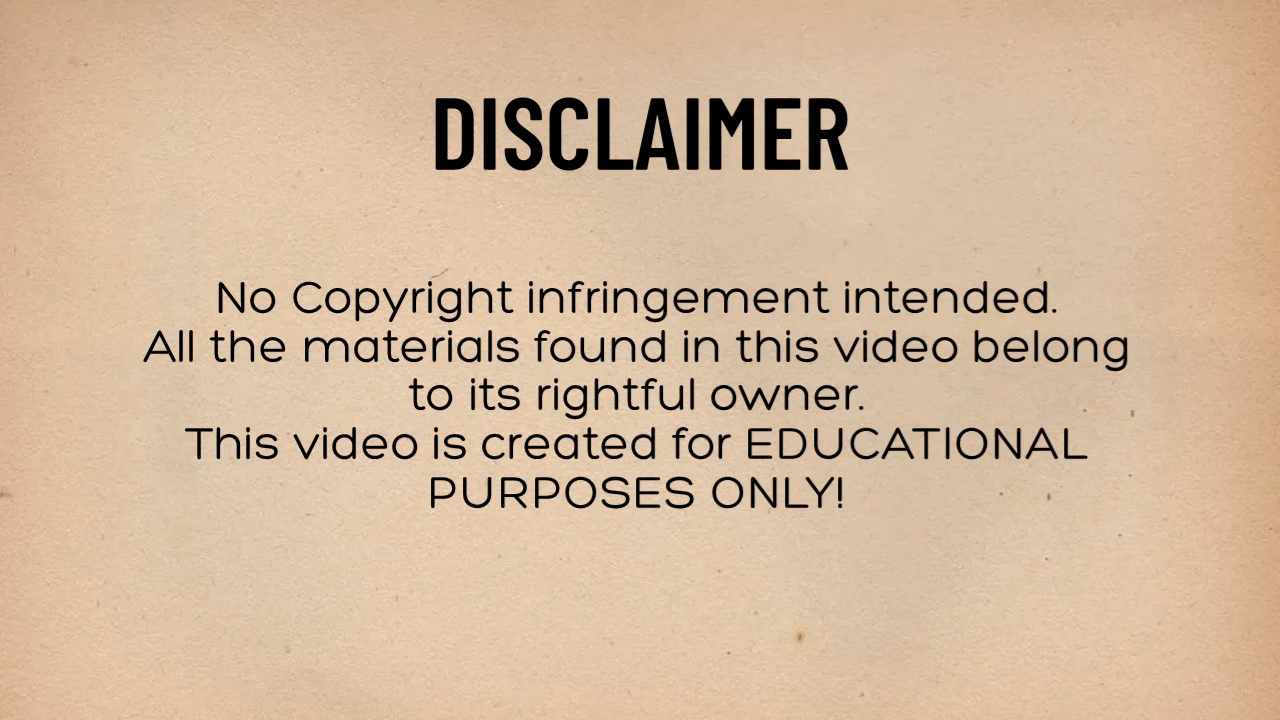 DISCLAIMER
No Copyright infringement intended.
All the materials found in this video belong
to its rightful owner.
This video is created for EDUCATIONAL
PURPOSES ONLY!